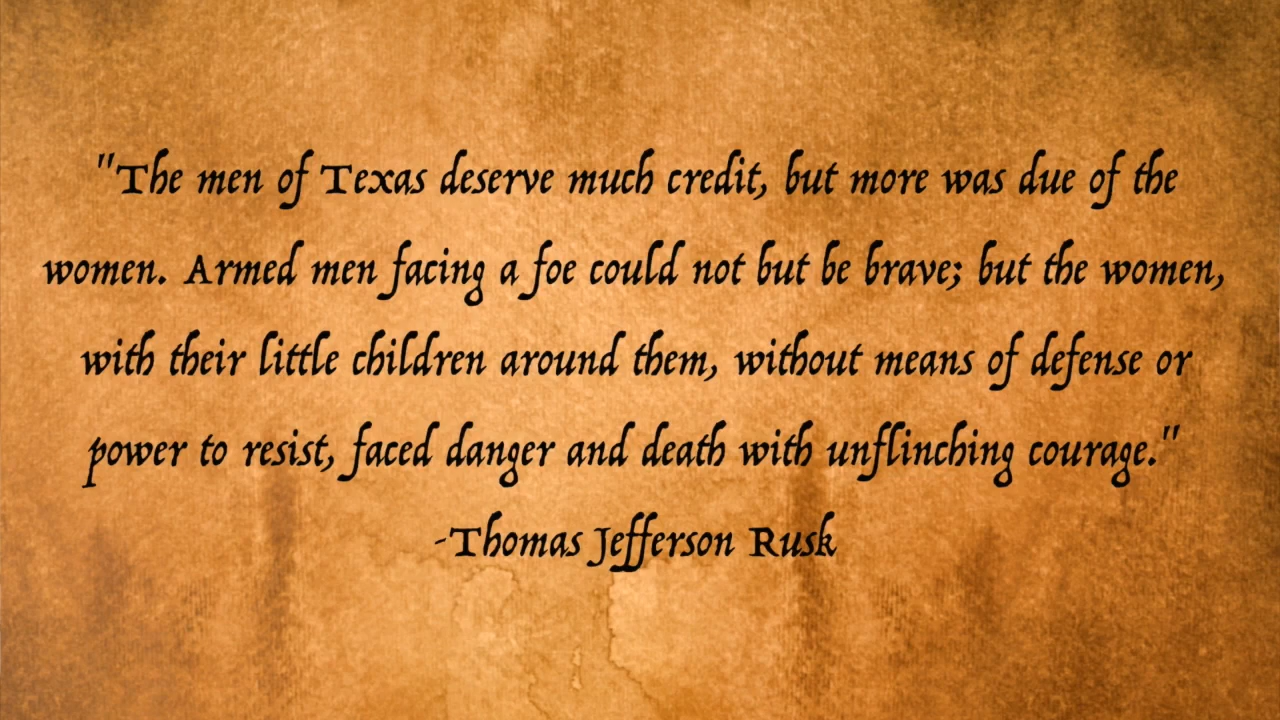 "The men of Texas deserve much credit, but more was due of the
women. Armed men facing a foe could not but be brave; but the women,
with their little children around them, without means of defense or
power to resist, faced danger and death with unflinching courage."
-Thomas Jefferson Rusk